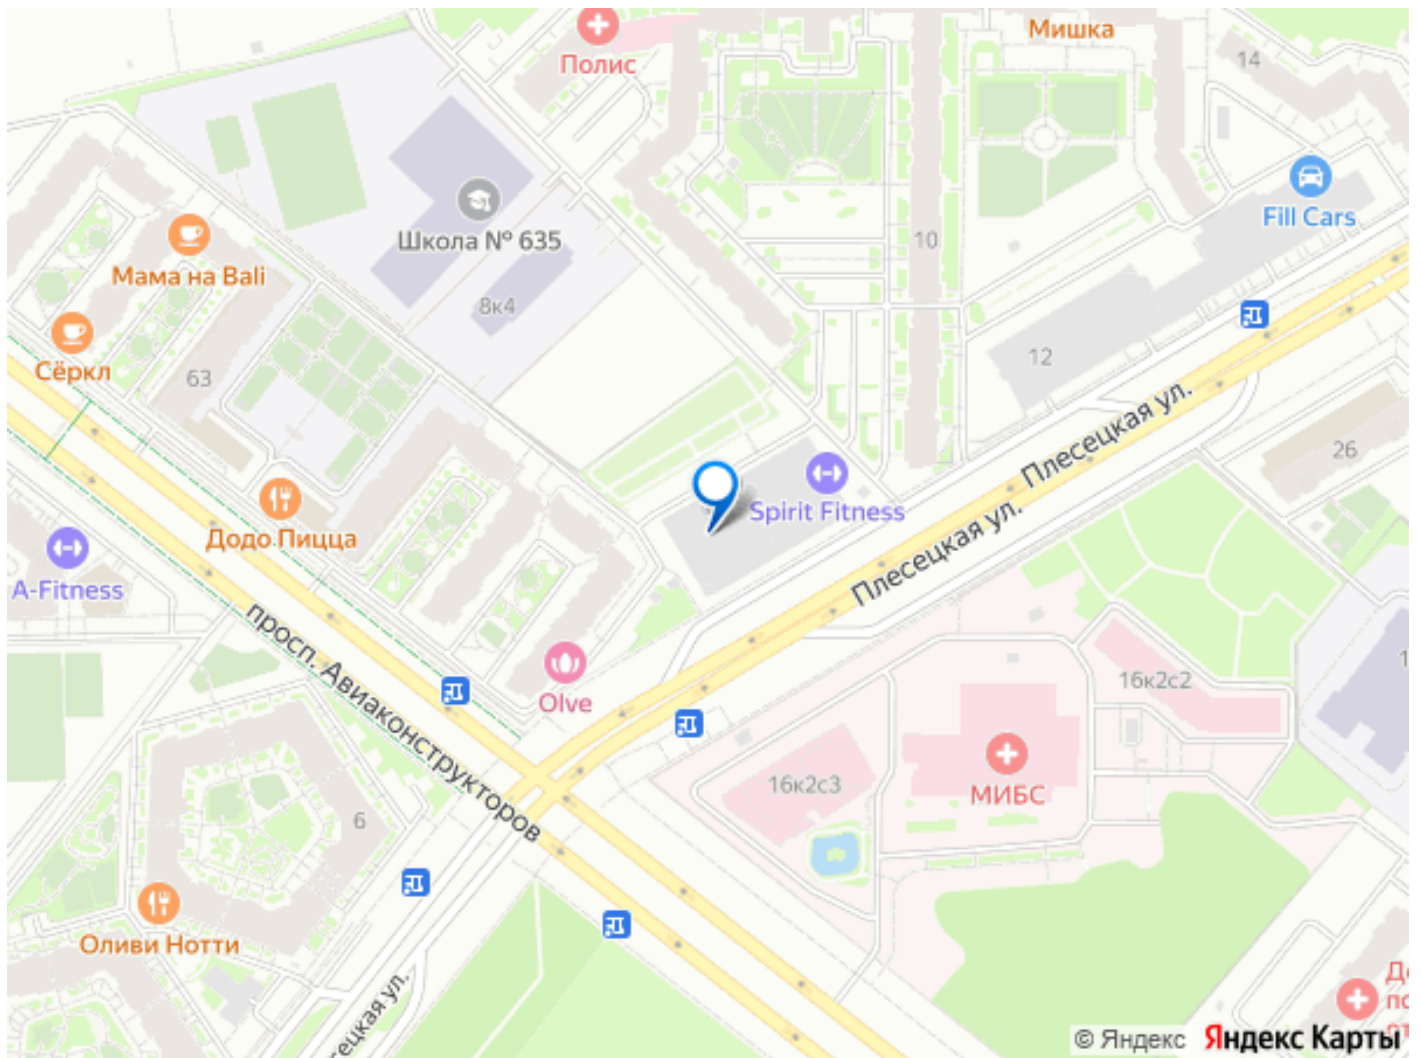 Мишка
Полис
14
Fill Cars
Школа № 635
Мама на Bali
10
8к4
12
Сёркл
63
Плесецкая ул.
26
Spirit Fitness
Додо Пицца
Плесецкая ул.
A-Fitness
просп. Авиаконструкторов
Olve
16к2с2
16к2с3
МИБС
6
Оливи Нотти
ецкая ул.
© Яндекс Яндекс Карты